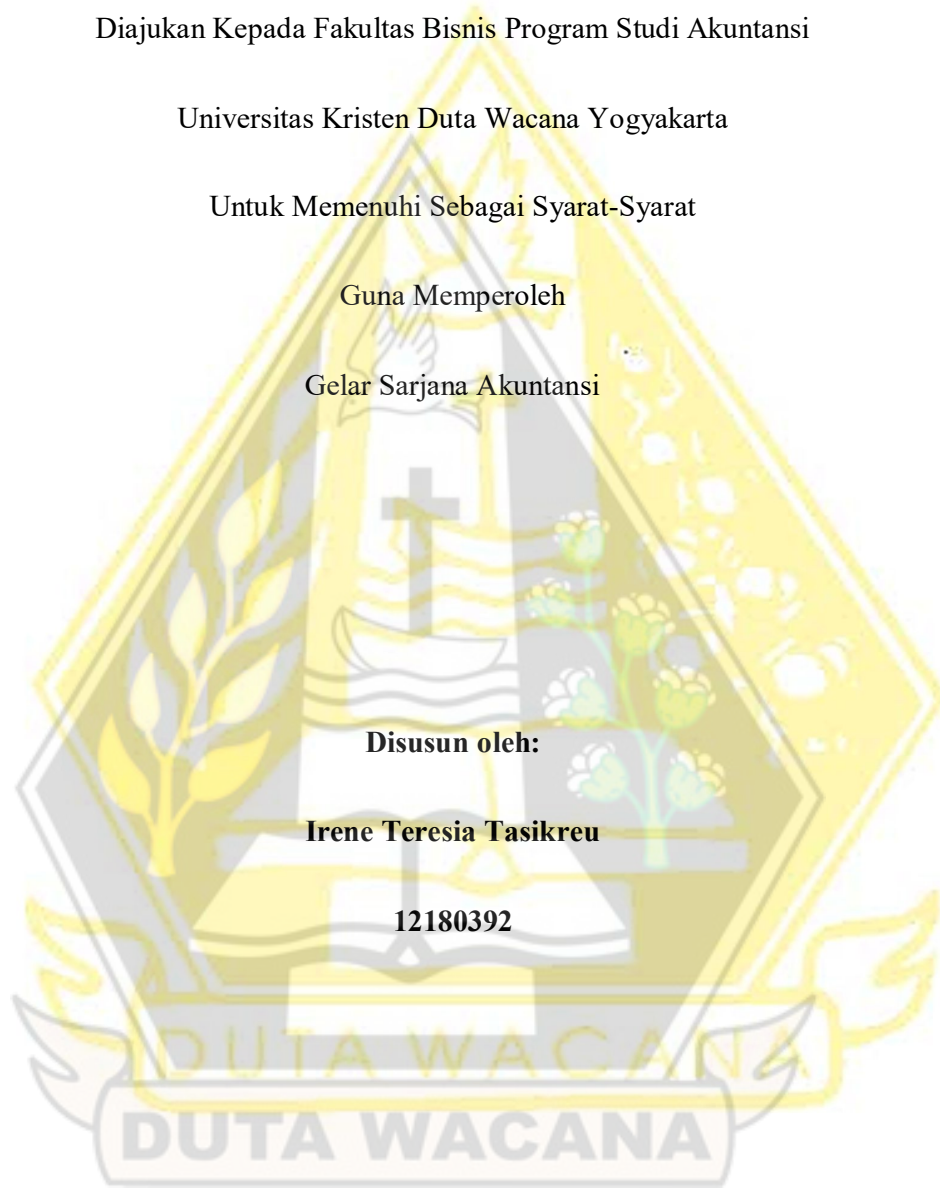 Diajukan Kepada Fakultas Bisnis Program Studi Akuntansi
Universitas Kristen Duta Wacana Yogyakarta
Untuk Memenuhi Sebagai Syarat-Syarat
Guna Memperoleh
Gelar Sarjana Akuntansi
Disusun oleh:
Irene Teresia Tasikreu
12180392
DUTA WACANA
DUTA WACANA